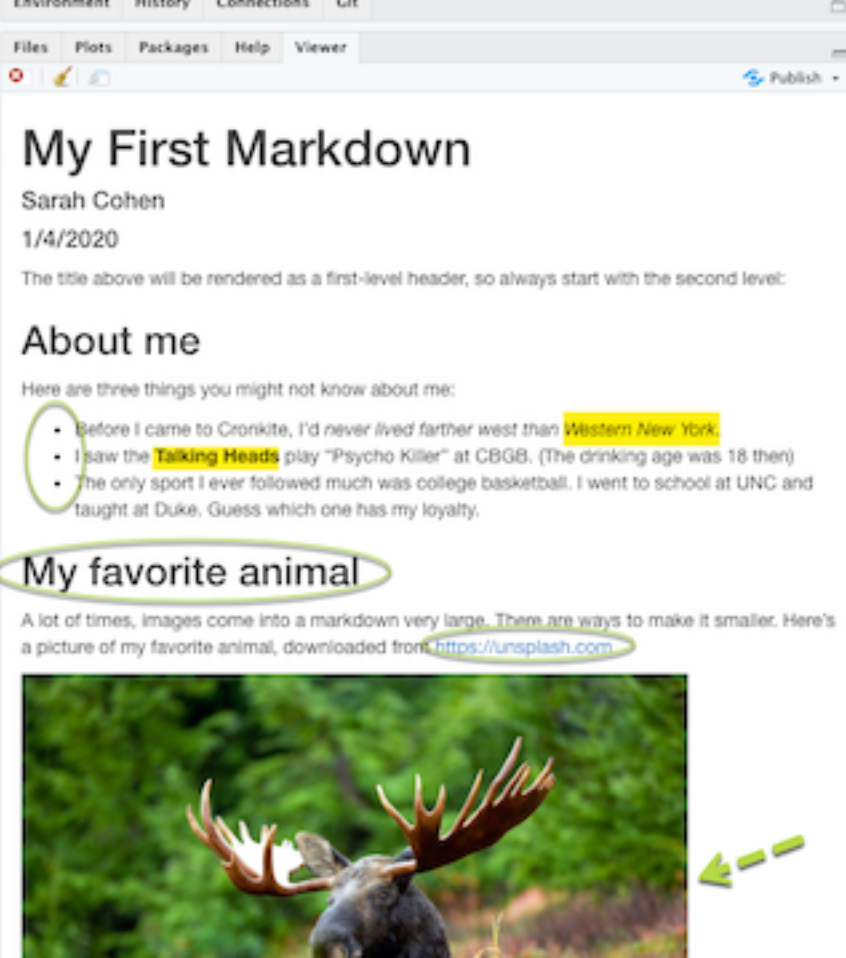 Environment History Connections Git
Files Plots Packages Help Viewer
Publish
My First Markdown
Sarah Cohen
1/4/2020
The title above will be rendered as a first-level header, so always start with the second level:
About me
Here are three things you might not know about me:
• Before I came to Cronkite, I'd never lived farther west than Western New York.
• I saw the Talking Heads play "Psycho Killer" at CBGB. (The drinking age was 18 then)
• The only sport I ever followed much was college basketball. I went to school at UNC and
taught at Duke. Guess which one has my loyalty.
My favorite animal
A lot of times, images come into a markdown very large. There are ways to make it smaller. Here's
a picture of my favorite animal, downloaded from https://unsplash.com